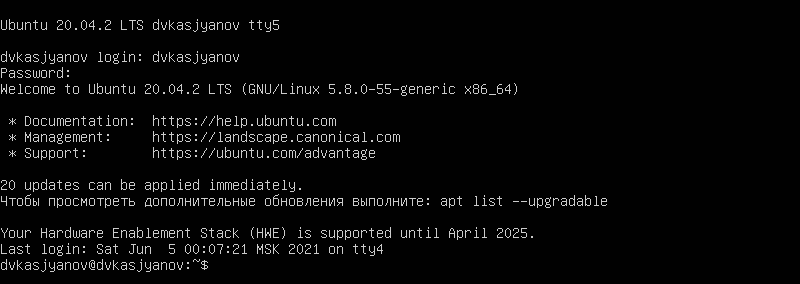 Ubuntu 20.04.2 LTS dvkasjyanov tty5
dvkasjyanov login: dvkasjyanov
Password:
Welcome to Ubuntu 20.04.2 LTS (GNU/Linux 5.8.0-55-generic x86_64)
* Documentation:  https://help.ubuntu.com
* Management:     https://landscape.canonical.com
* Support:        https://ubuntu.com/advantage
20 updates can be applied immediately.
Чтобы просмотреть дополнительные обновления выполните: apt list --upgradable
Your Hardware Enablement Stack (HWE) is supported until April 2025.
Last login: Sat Jun  5 00:07:21 MSK 2021 on tty4
dvkasjyanov@dvkasjyanov:~$